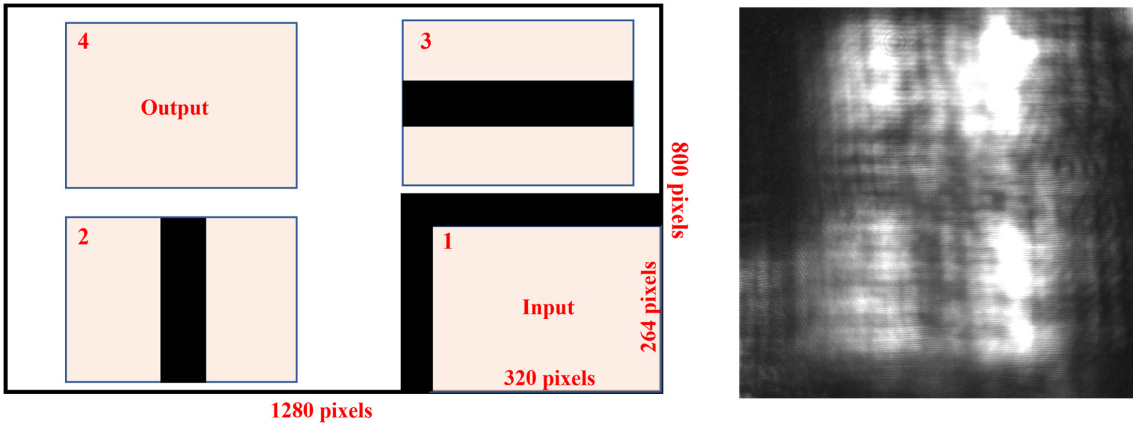 4
Output
3
800 pixels
2
1
Input
264 pixels
320 pixels
1280 pixels